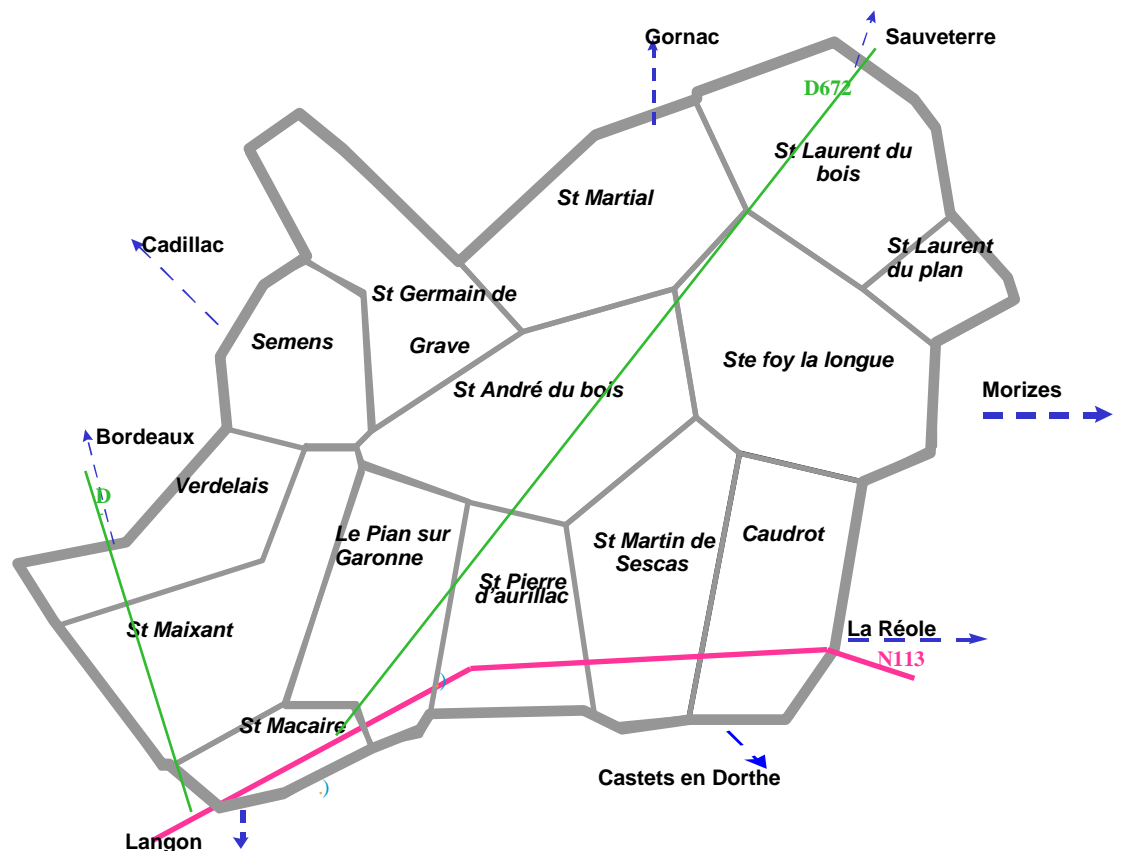 Gornac
Sauveterre
D672
St Laurent du
bois
St Martial
Cadillac
St Laurent
du plan
St Germain de
Grave
Semens
Ste foy la longue
St André du bois
Morizes
Bordeaux
Verdelais
D
Le Pian sur
Garonne
St Martin de
Sescas
Caudrot
St Pierre
d'aurillac
St Maixant
La Réole
N113
)
St Macaire
Castets en Dorthe
.)
Langon